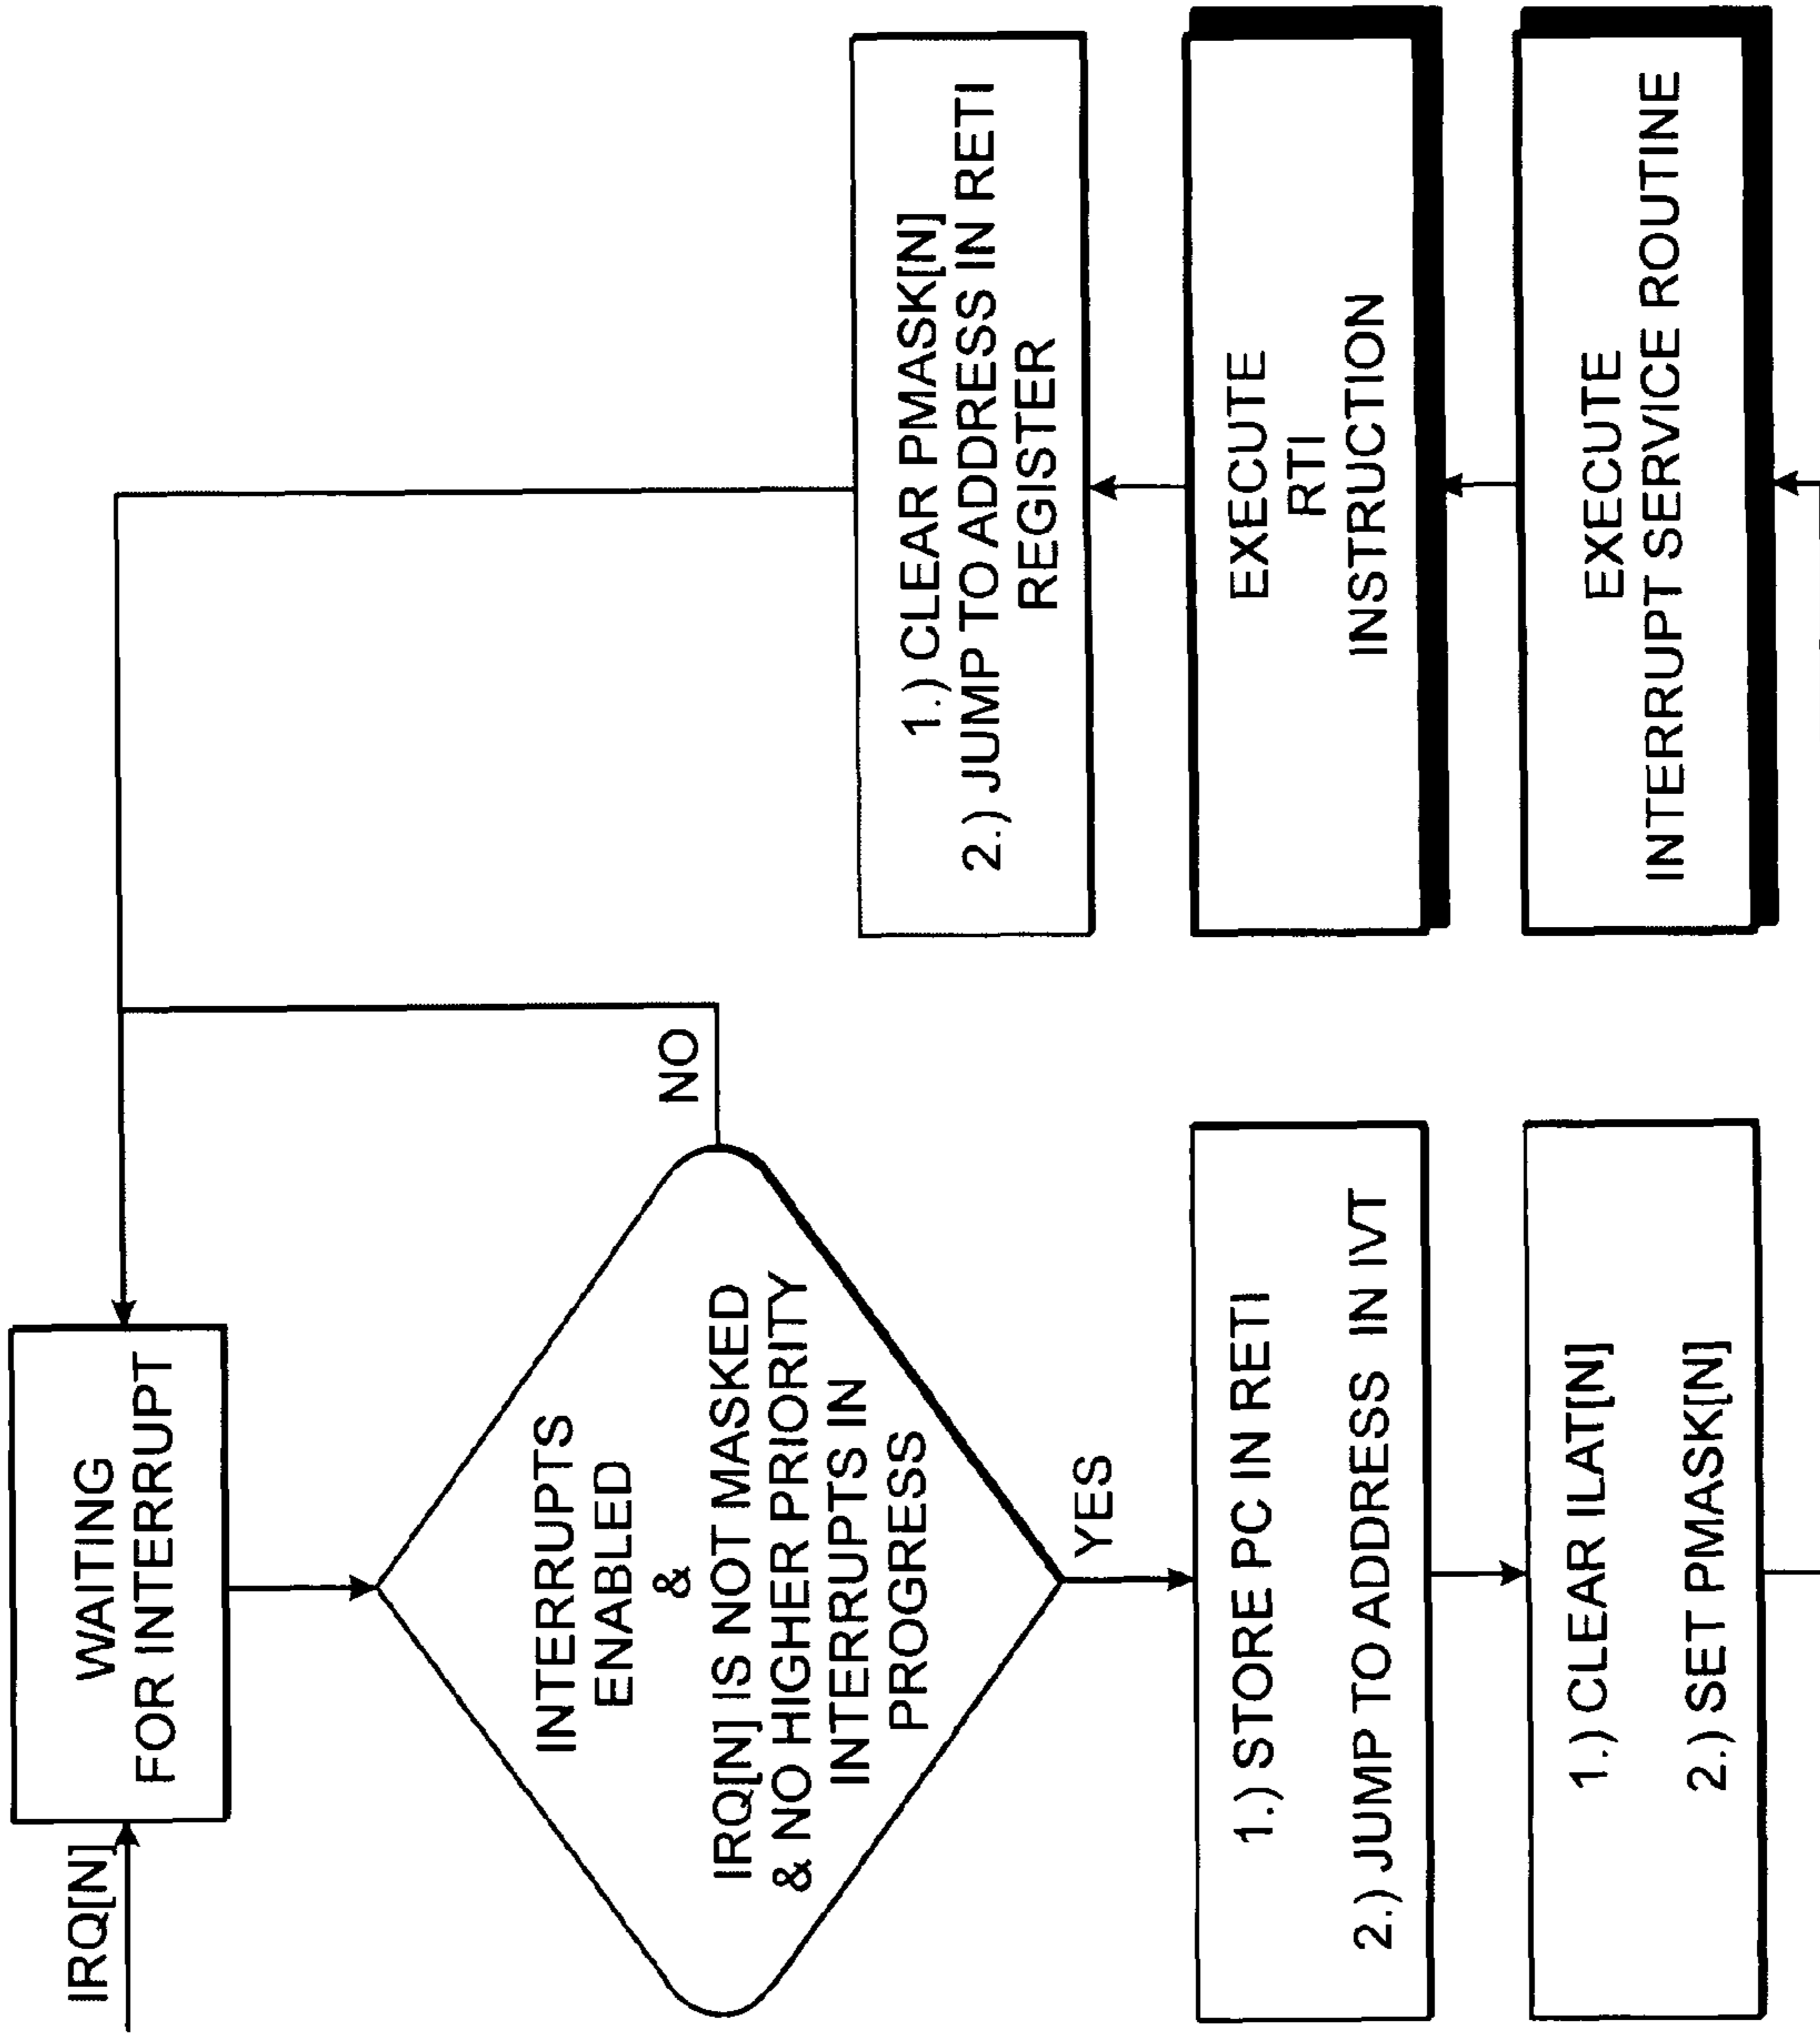 IRQ[N]
WAITING
FOR INTERRUPT
INTERRUPTS
ENABLED
&
IRQ[N] IS NOT MASKED
& NO HIGHER PRIORITY
INTERRUPTS IN
PROGRESS
NO
YES
1.) STORE PC IN RETI
2.) JUMP TO ADDRESS IN IVT
1.) CLEAR ILAT[N]
2.) SET PMASK[N]
EXECUTE
INTERRUPT SERVICE ROUTINE
EXECUTE
RTI
INSTRUCTION
1.) CLEAR PMASK[N]
2.) JUMP TO ADDRESS IN RETI
REGISTER